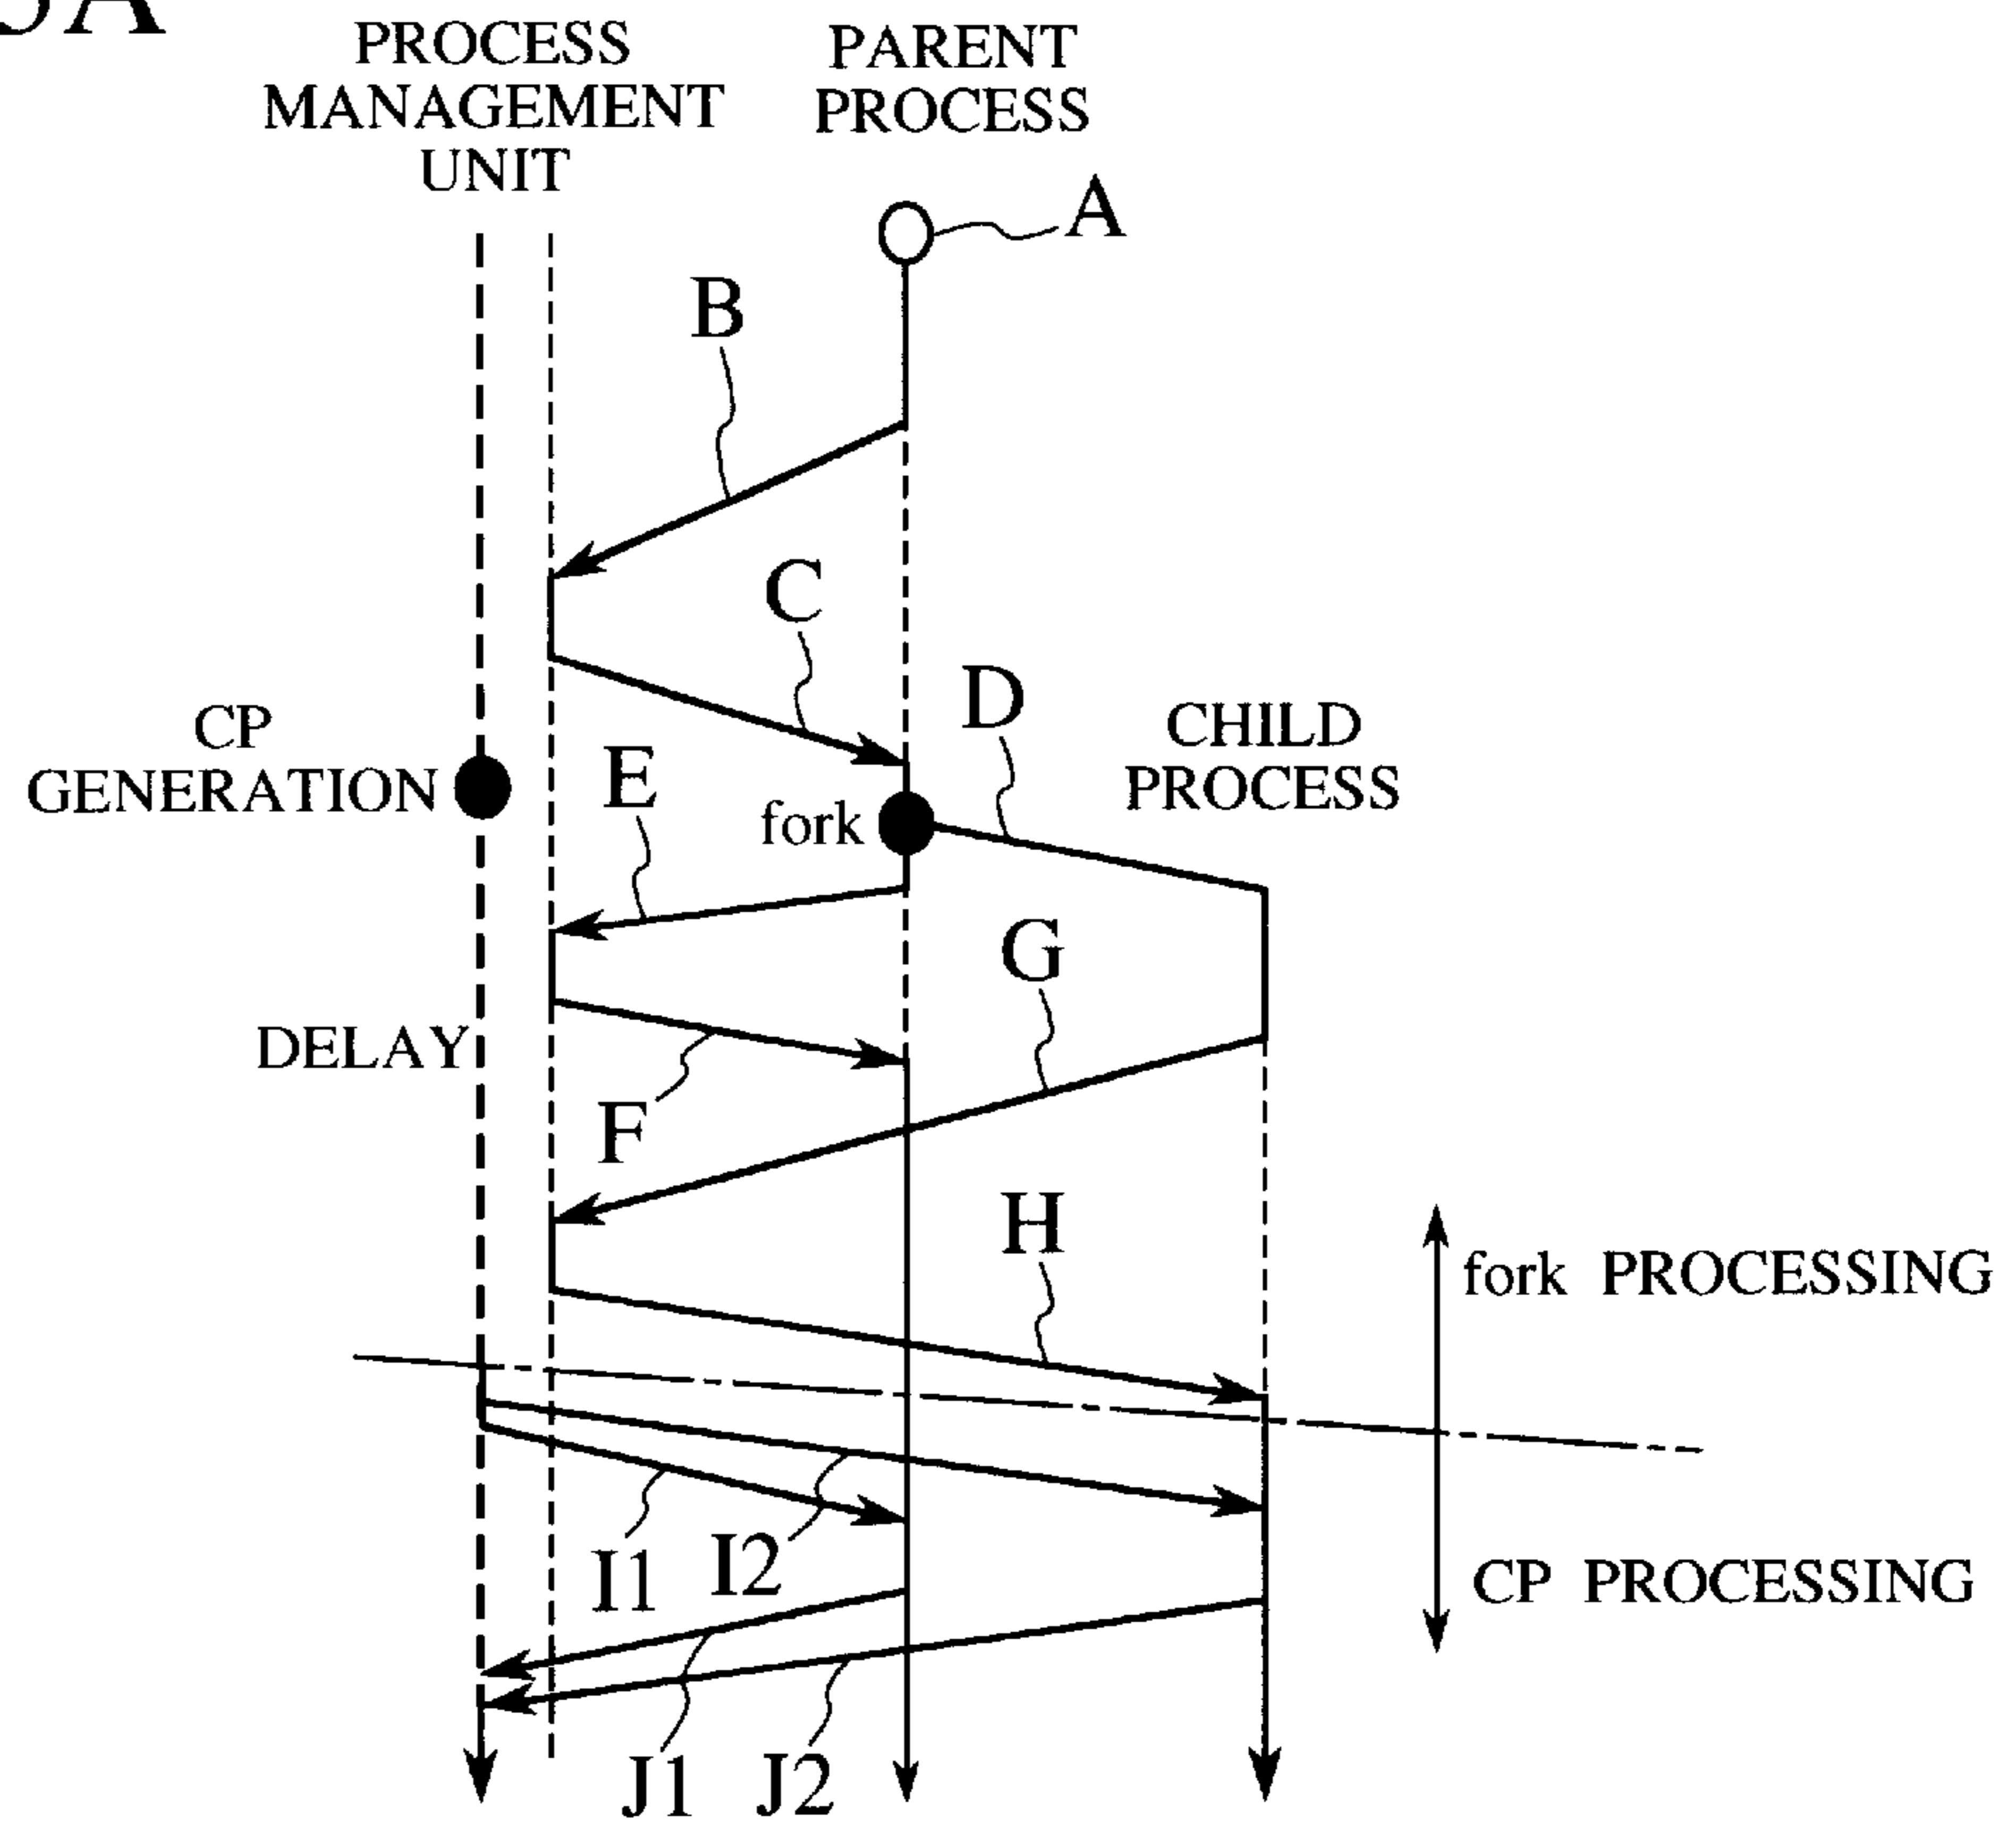 PROCESS
MANAGEMENT
UNIT
PARENT
PROCESS
A
B
C
D
CP
GENERATION
E
fork
CHILD
PROCESS
G
DELAY
F
H
fork PROCESSING
I1
I2
CP PROCESSING
J1
J2